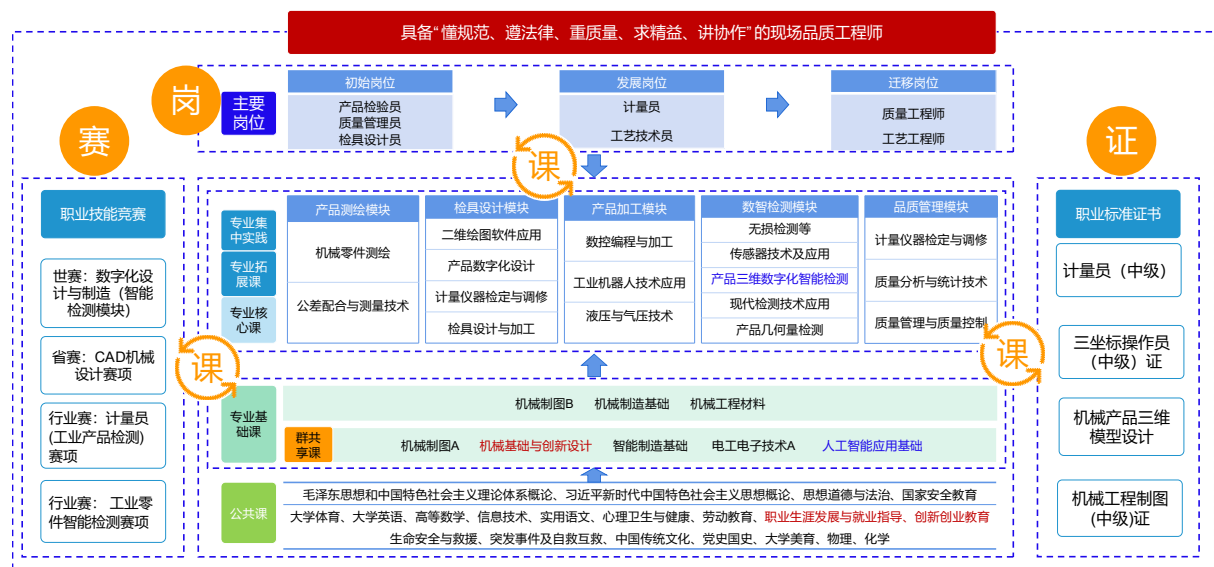 具备“懂规范、遵法律、重质量、求精益、讲协作”的现场品质工程师
岗
主要
岗位
初始岗位
产品检验员
质量管理员
检具设计员
发展岗位
计量员
工艺技术员
迁移岗位
质量工程师
工艺工程师
赛
职业技能竞赛
世赛：数字化设
计与制造（智能
检测模块）
省赛：CAD机械
设计赛项
行业赛：计量员
(工业产品检测)
赛项
行业赛： 工业零
件智能检测赛项
课
课
课
专业集
中实践
专业拓
展课
专业核
心课
产品测绘模块
机械零件测绘
公差配合与测量技术
检具设计模块
二维绘图软件应用
产品数字化设计
计量仪器检定与调修
检具设计与加工
产品加工模块
数控编程与加工
工业机器人技术应用
液压与气压技术
数智检测模块
无损检测等
传感器技术及应用
产品三维数字化智能检测
现代检测技术应用
产品几何量检测
品质管理模块
计量仪器检定与调修
质量分析与统计技术
质量管理与质量控制
专业基
础课
机械制图B 机械制造基础 机械工程材料
群共
享课
机械制图A 机械基础与创新设计 智能制造基础 电工电子技术A 人工智能应用基础
公共课
毛泽东思想和中国特色社会主义理论体系概论、习近平新时代中国特色社会主义思想概论、思想道德与法治、国家安全教育
大学体育、大学英语、高等数学、信息技术、实用语文、心理卫生与健康、劳动教育、职业生涯发展与就业指导、创新创业教育
生命安全与救援、突发事件及自救互救、中国传统文化、党史国史、大学美育、物理、化学
证
职业标准证书
计量员（中级）
三坐标操作员
（中级）证
机械产品三维
模型设计
机械工程制图
(中级)证